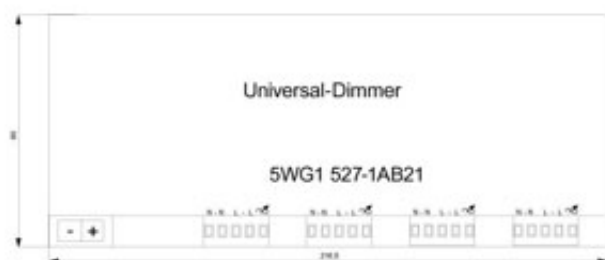 Universal-Dimmer
5WG1 527-1AB21
N - N L - L N - N L - L N - N L - L N - N L - L
- +